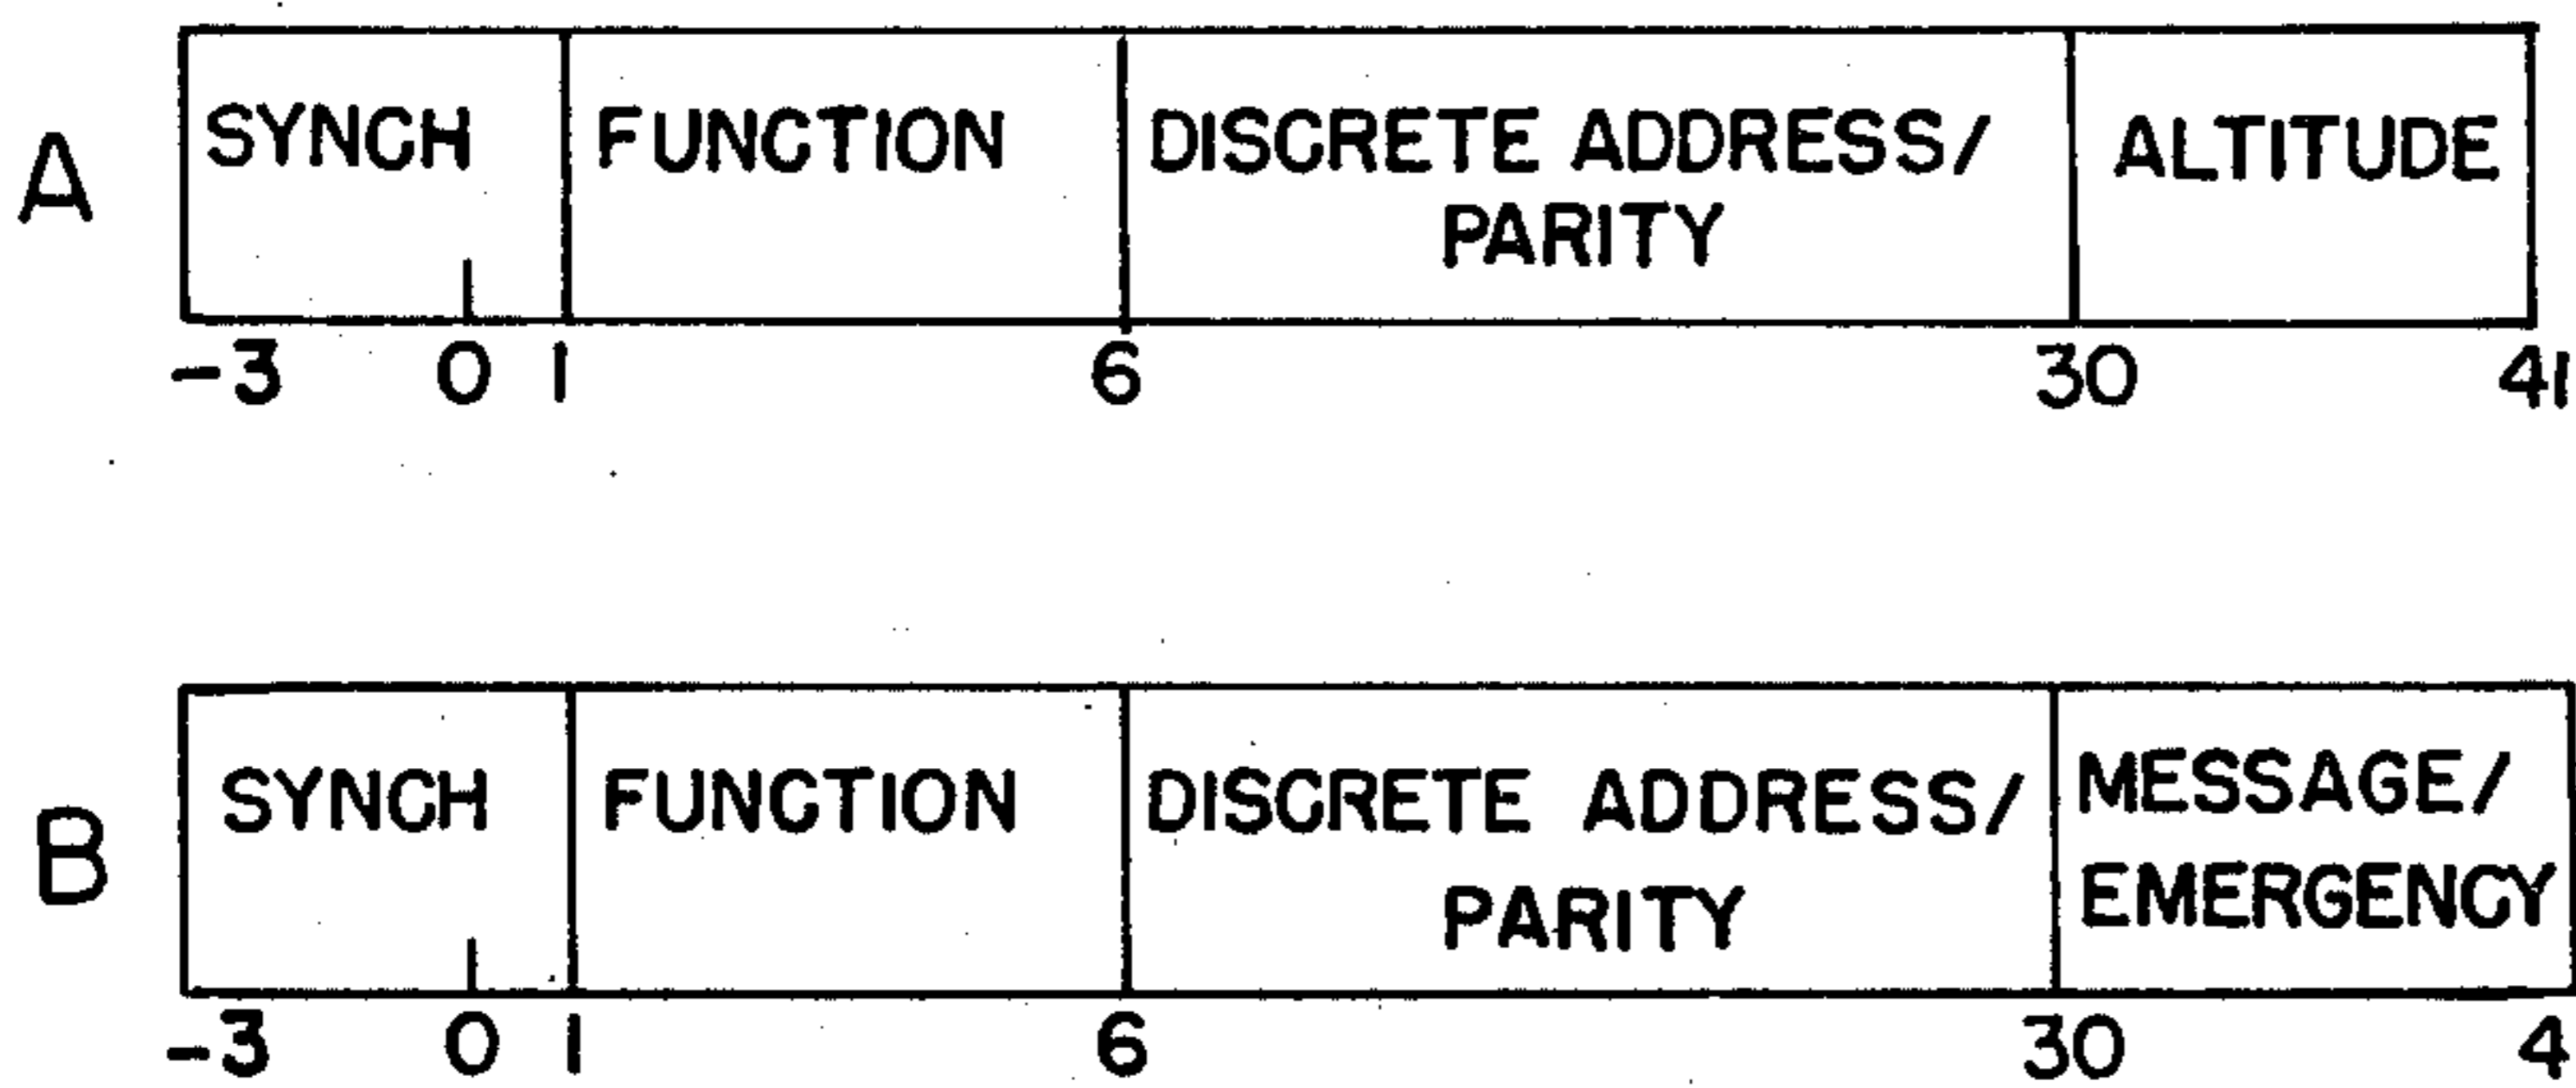 A
SYNCH FUNCTION DISCRETE ADDRESS/ ALTITUDE
PARITY
-3 0 1 6 30 41
B
SYNCH FUNCTION DISCRETE ADDRESS/ MESSAGE/
PARITY EMERGENCY
-3 0 1 6 30 4